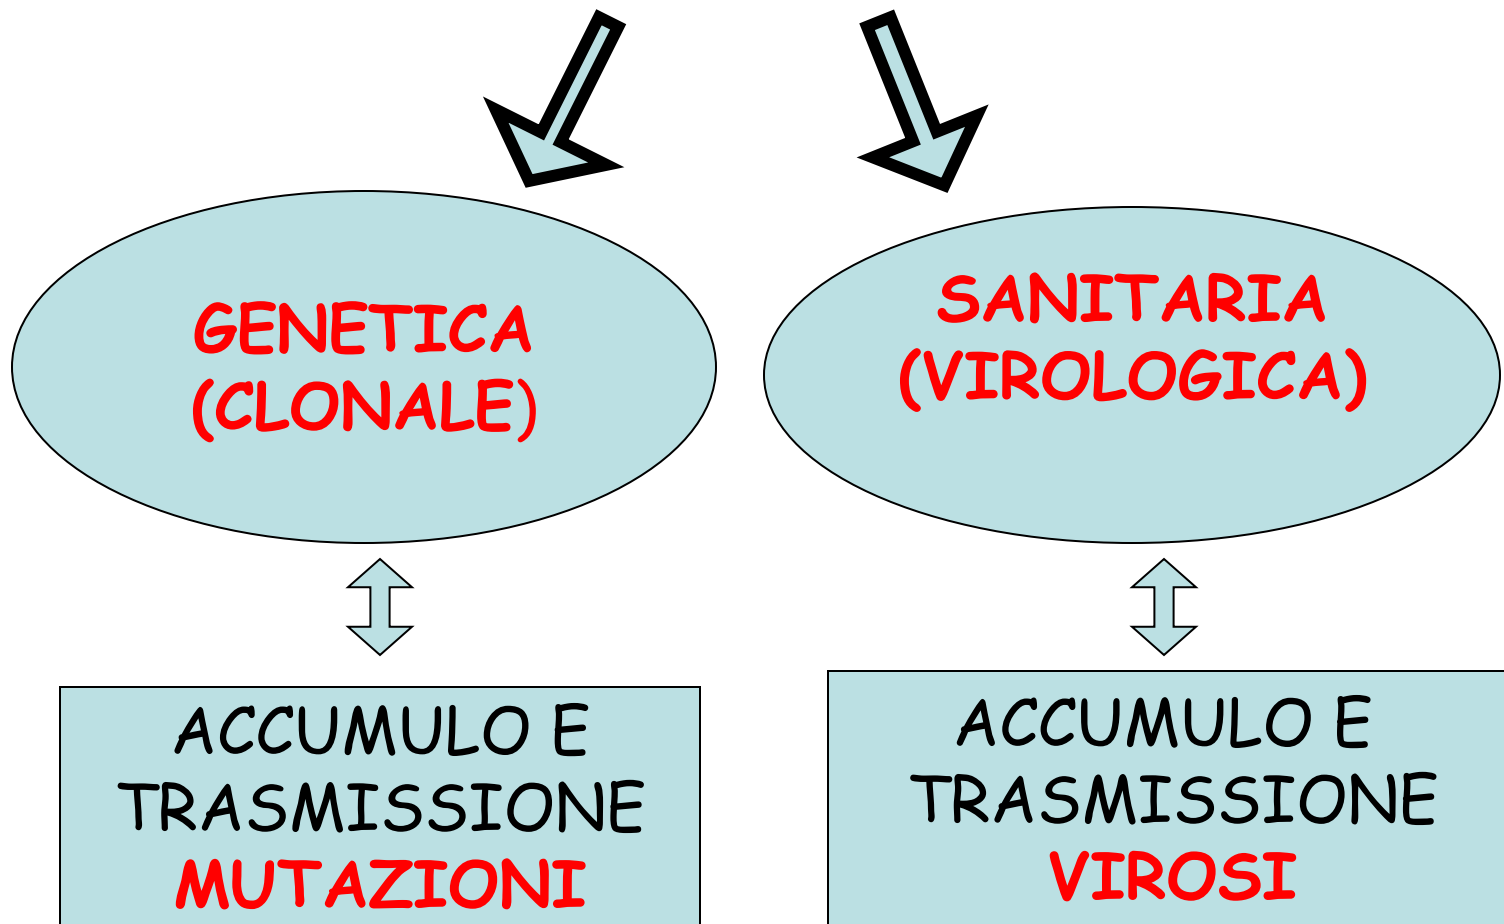 GENETICA
(CLONALE)
SANITARIA
(VIROLOGICA)
ACCUMULO E
TRASMISSIONE
MUTAZIONI
ACCUMULO E
TRASMISSIONE
VIROSI